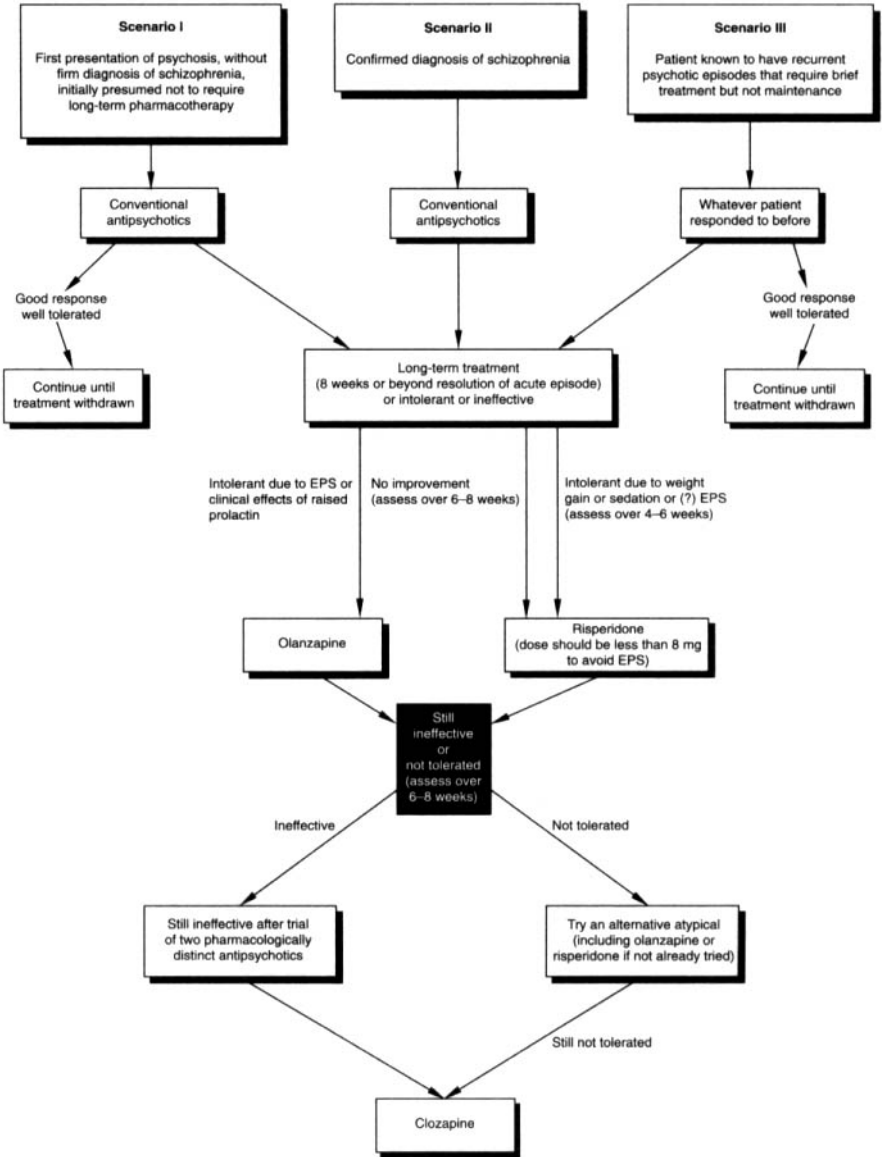 Scenario I
First presentation of psychosis, without
firm diagnosis of schizophrenia,
initially presumed not to require
long-term pharmacotherapy
Scenario II
Confirmed diagnosis of schizophrenia
Scenario III
Patient known to have recurrent
psychotic episodes that require brief
treatment but not maintenance
Conventional
antipsychotics
Conventional
antipsychotics
Whatever patient
responded to before
Good response
well tolerated
Good response
well tolerated
Continue until
treatment withdrawn
Long-term treatment
(8 weeks or beyond resolution of acute episode)
or intolerant or ineffective
Continue until
treatment withdrawn
Intolerant due to EPS or
clinical effects of raised
prolactin
No improvement
(assess over 6–8 weeks)
Intolerant due to weight
gain or sedation or (?) EPS
(assess over 4–6 weeks)
Olanzapine
Risperidone
(dose should be less than 8 mg
to avoid EPS)
Still
ineffective
or
not tolerated
(assess over
6–8 weeks)
Ineffective
Not tolerated
Still ineffective after trial
of two pharmacologically
distinct antipsychotics
Try an alternative atypical
(including olanzapine or
risperidone if not already tried)
Still not tolerated
Clozapine